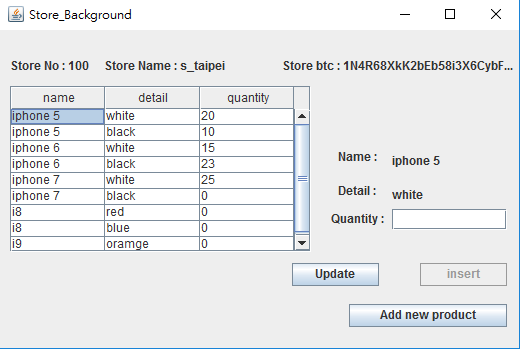 Store_Background
Store No : 100 Store Name : s_taipei Store btc : 1N4R68XkK2bEb58i3X6CybF...
name detail quantity
iphone 5 white 20
iphone 5 black 10
iphone 6 white 15
iphone 6 black 23
iphone 7 white 25
iphone 7 black 0
i8 red 0
i8 blue 0
i9 oramge 0
Name : iphone 5
Detail : white
Quantity :
Update insert
Add new product